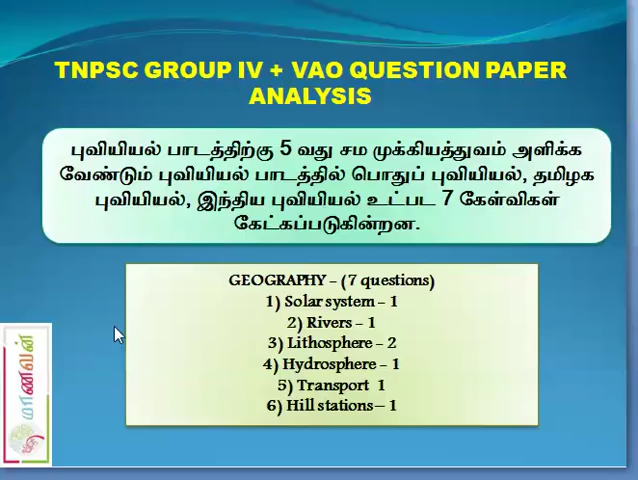 TNPSC GROUP IV + VAO QUESTION PAPER
ANALYSIS
புவியியல் பாடத்திற்கு 5 வது சம முக்கியத்துவம் அளிக்க
வேண்டும் புவியியல் பாடத்தில் பொதுப் புவியியல், தமிழக
புவியியல், இந்திய புவியியல் உட்பட 7 கேள்விகள்
கேட்கப்படுகின்றன.
GEOGRAPHY – (7 questions)
1) Solar system – 1
2) Rivers – 1
3) Lithosphere – 2
4) Hydrosphere – 1
5) Transport 1
6) Hill stations – 1
மாணவன்